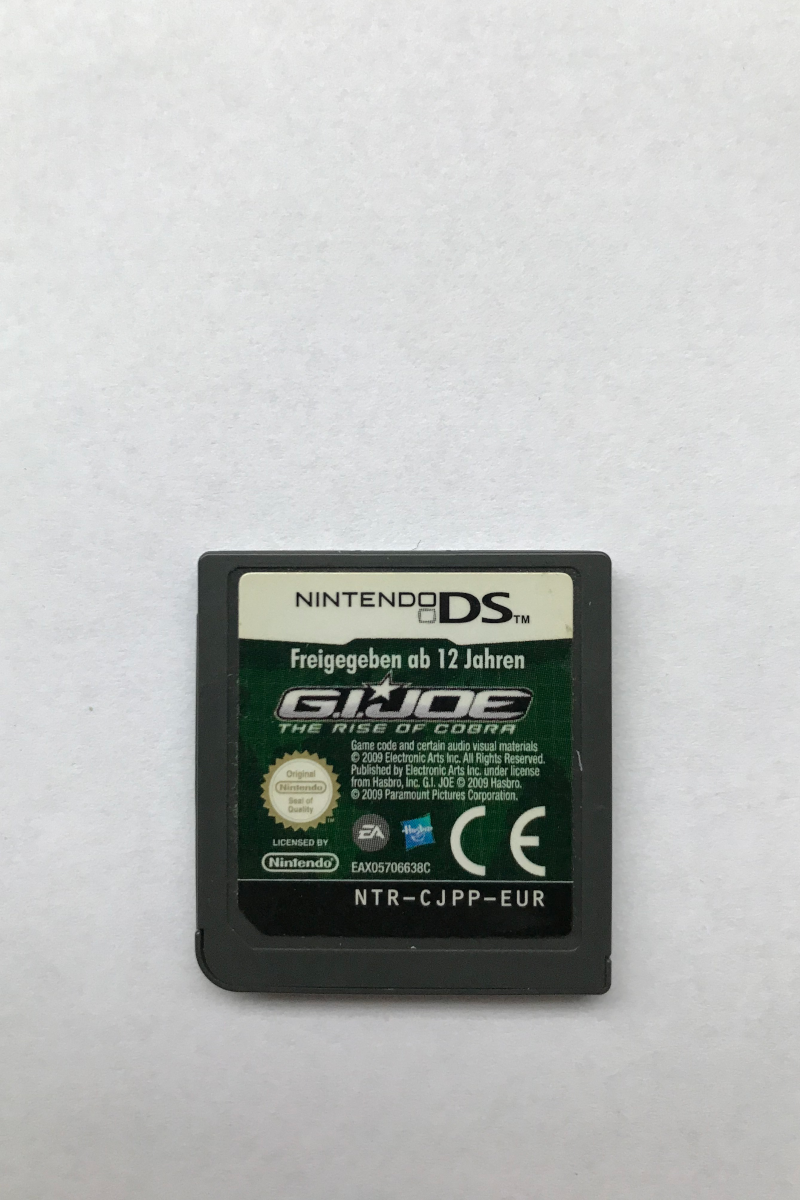 NINTENDO DS™
Freigegeben ab 12 Jahren
G.I.JOE
THE RISE OF COBRA
Game code and certain audio visual materials
© 2009 Electronic Arts Inc. All Rights Reserved.
Published by Electronic Arts Inc. under license
from Hasbro, Inc. G.I. JOE © 2009 Hasbro.
© 2009 Paramount Pictures Corporation.
Original
Nintendo
Seal of
Quality
TM
LICENSED BY
Nintendo®
EA
Hasbro
CE
EAX05706638C
NTR-CJPP-EUR